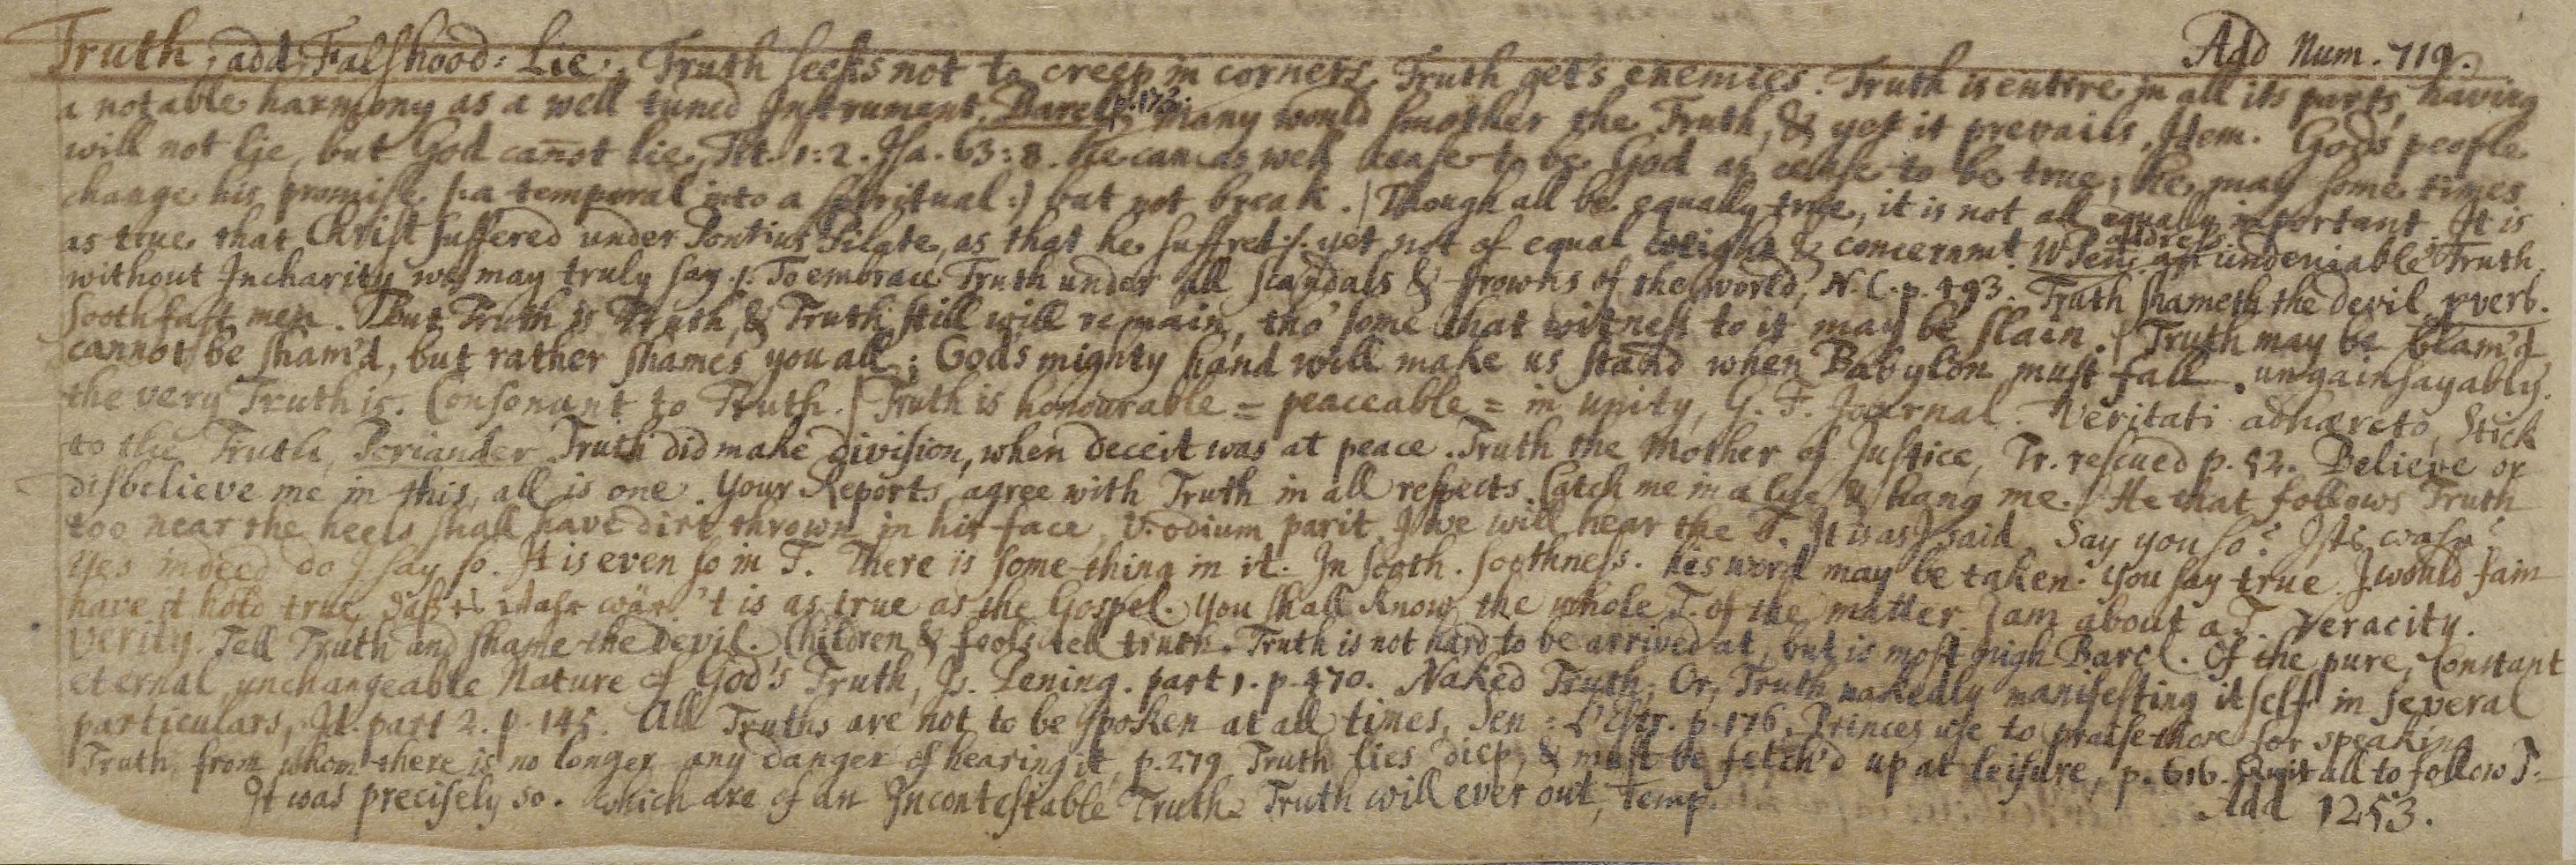 Add Num. 719.
Truth, add, Falshood: Lie. Truth seeks not to creep in corners, Truth get's enemies. Truth is entire in all its parts, having
a notable harmony as a well tuned Instrument, Barcl. p. 173. Many would smother the Truth, & yet it prevails, Idem. Gods people
will not lie, but God canot lie, Tit. 1:2. Isa. 63:8. He can as well cease to be God as cease to be true; he may some times
change his promise (:a temporal into a spiritual:) but not break. | Though all be equally true, it is not all equally important. It is
as true that Christ suffered under Pontius Pilate, as that he suffred:/. yet not of equal weight & concernmt. W Pen's address. an undeniable Truth
without Incharity we may truly say :/. To embrace Truth under all scandals & frowns of the world, N.C. p. 493. Truth shameth the devil, pverb.
Soothfast men. But Truth is Truth, & Truth still will remain, tho' some that witness to it may be slain. | Truth may be blam'd
cannot be sham'd, but rather shames you all; Gods mighty hand will make us stand when Babylon must fall. ungainsayably.
the very Truth is. Consonant to Truth. | Truth is honourable = peaceable = in unity, G. F. Journal. Veritati adhæreto, Stick
to the Truth, Periander Truth did make division, when deceit was at peace. Truth the Mother of Justice, Tr. rescued p. 52. Believe or
disbelieve me in this, all is one. Your Reports agree with Truth in all respects. Catch me in a lye & hang me. | He that follows Truth
too near the heels shall have dirt thrown in his face, V. odium parit. I we will hear the T. It is as I said. Say you so?
Yes indeed do I say so. It is even so in T. There is some-thing in it. In sooth. soothness. his word may be taken. You say true. I would fain
have it hold true, wär. 't is as true as the Gospel. You shall know the whole T. of the matter. I am about a T. Veracity.
Verity. Tell Truth and shame the Devil. Children & fools tell truth. Truth is not hard to be arrived at, but is most nigh Barcl. Of the pure, Constant
eternal unchangeable Nature of God's Truth, Is. Pening. part 1. p. 470. Naked Truth, Or, Truth nakedly manifesting it self in several
particulars, It. part 2. p. 145. All Truths are not to be spoken at all times, Sen: L'Estr. p. 176. Princes use to praise those for speaking
Truth, from whom there is no longer any danger of hearing it, p. 279 Truth lies diep, & must be fetch'd up at leisure, p. 616. Quit all to follow T.
It was precisely so. which are of an Incontestable Truth. Truth will ever out, Temp.
Add 1253.